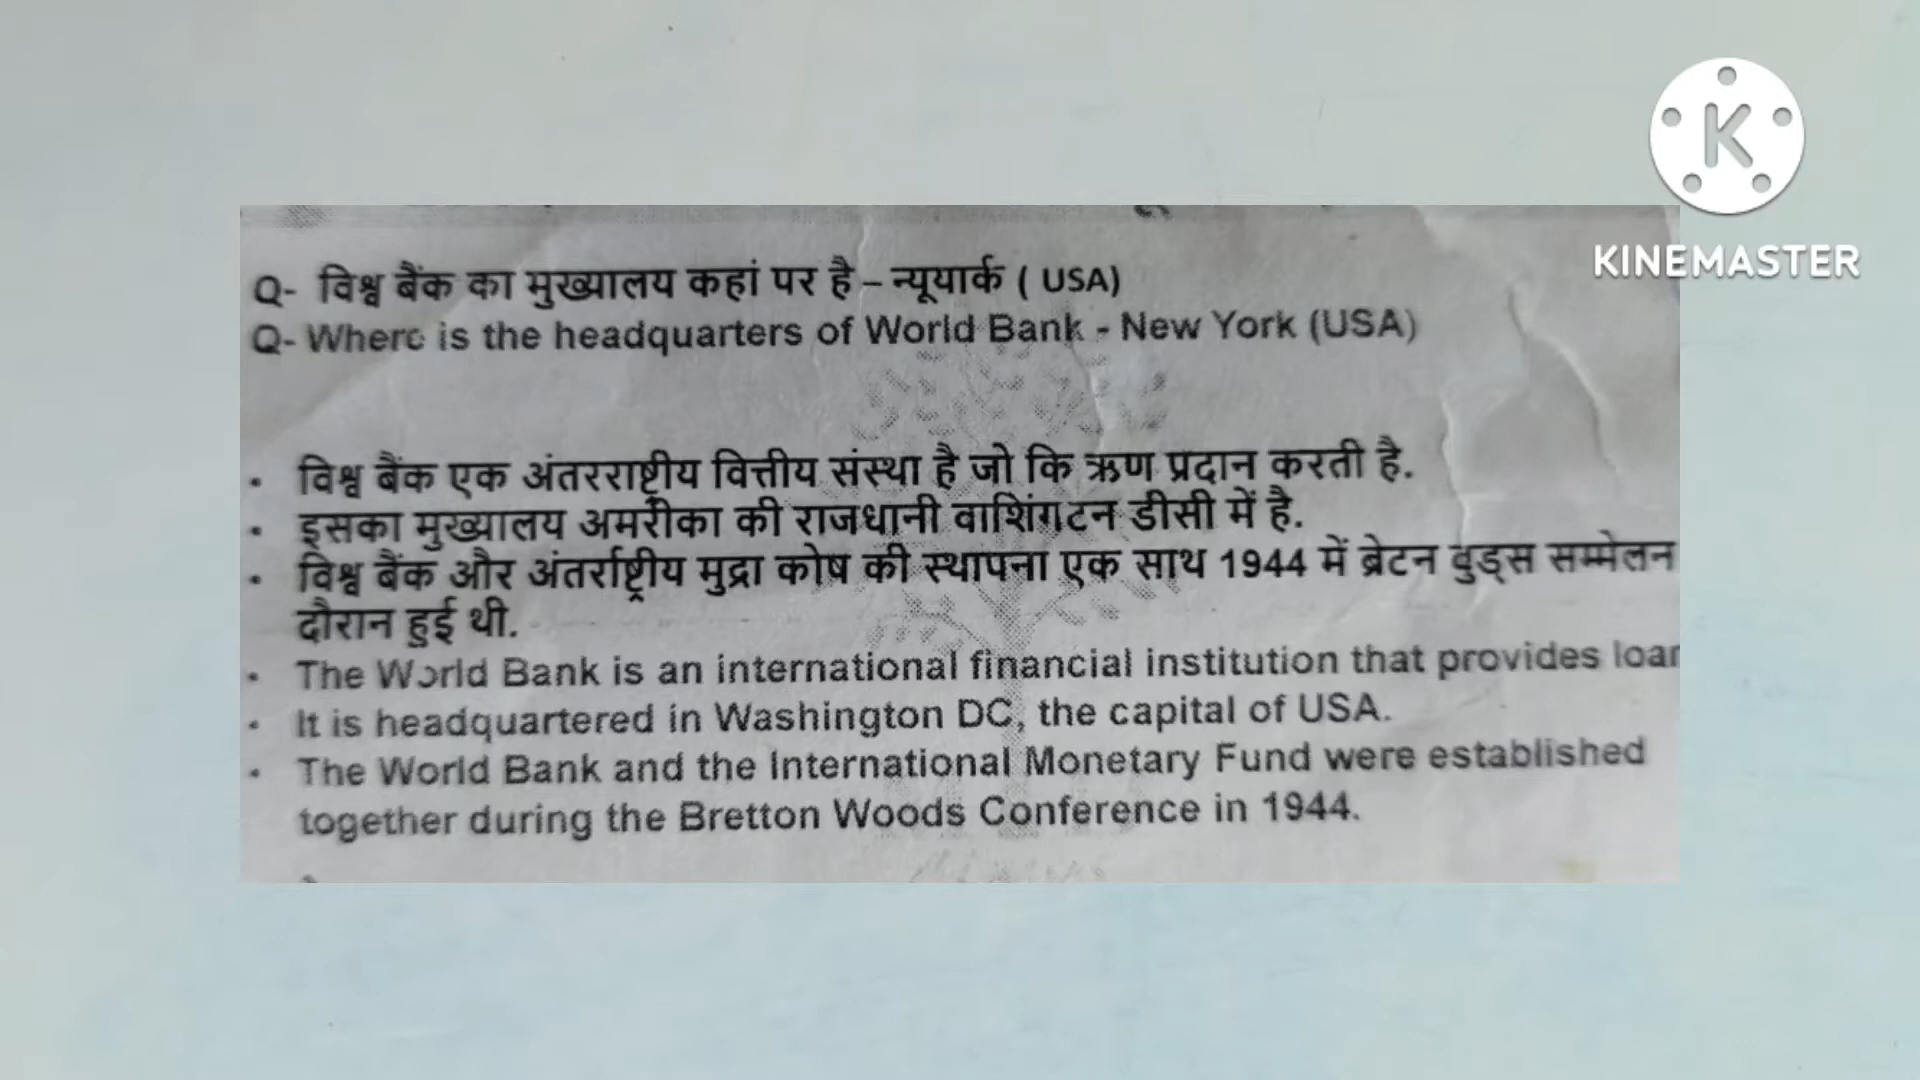 KINEMASTER
Q- विश्व बैंक का मुख्यालय कहां पर है – न्यूयार्क ( USA)
Q- Where is the headquarters of World Bank - New York (USA)
• विश्व बैंक एक अंतरराष्ट्रीय वित्तीय संस्था है जो कि ऋण प्रदान करती है.
• इसका मुख्यालय अमरीका की राजधानी वाशिंगटन डीसी में है.
• विश्व बैंक और अंतर्राष्ट्रीय मुद्रा कोष की स्थापना एक साथ 1944 में ब्रेटन वुड्स सम्मेलन
दौरान हुई थी.
• The World Bank is an international financial institution that provides
• It is headquartered in Washington DC, the capital of USA.
• The World Bank and the International Monetary Fund were established
together during the Bretton Woods Conference in 1944.